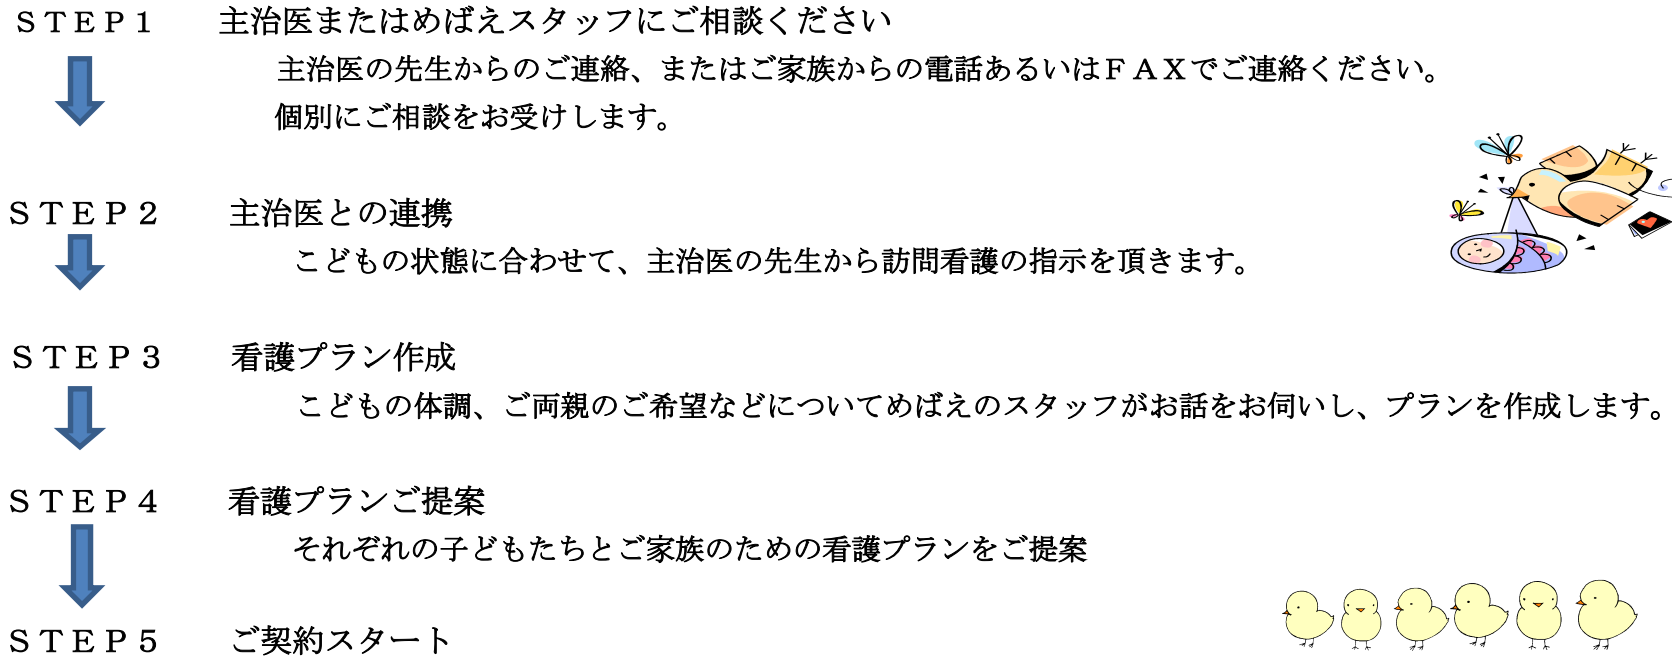 ＳＴＥＰ１　主治医またはめばえスタッフにご相談ください
主治医の先生からのご連絡、またはご家族からの電話あるいはＦＡＸでご連絡ください。
個別にご相談をお受けします。
ＳＴＥＰ２　主治医との連携
こどもの状態に合わせて、主治医の先生から訪問看護の指示を頂きます。
ＳＴＥＰ３　看護プラン作成
こどもの体調、ご両親のご希望などについてめばえのスタッフがお話をお伺いし、プランを作成します。
ＳＴＥＰ４　看護プランご提案
それぞれの子どもたちとご家族のための看護プランをご提案
ＳＴＥＰ５　ご契約スタート